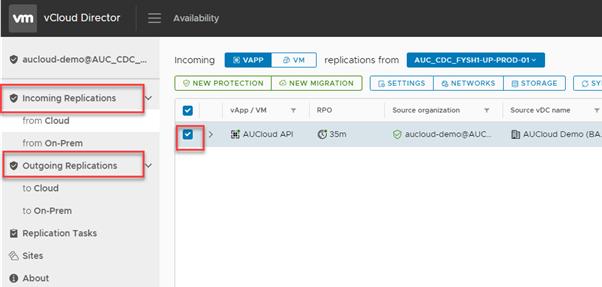 vm vCloud Director Availability
aucloud-demo@AUC_CDC_...
Incoming Replications
from Cloud
from On-Prem
Outgoing Replications
to Cloud
to On-Prem
Replication Tasks
Sites
About
Incoming VAPP VM replications from AUC_CDC_FYSH1-UP-PROD-01
NEW PROTECTION NEW MIGRATION SETTINGS NETWORKS STORAGE SY
vApp / VM RPO Source organization Source vDC name
AUCloud API 35m aucloud-demo@AUC... AUCloud Demo (BA